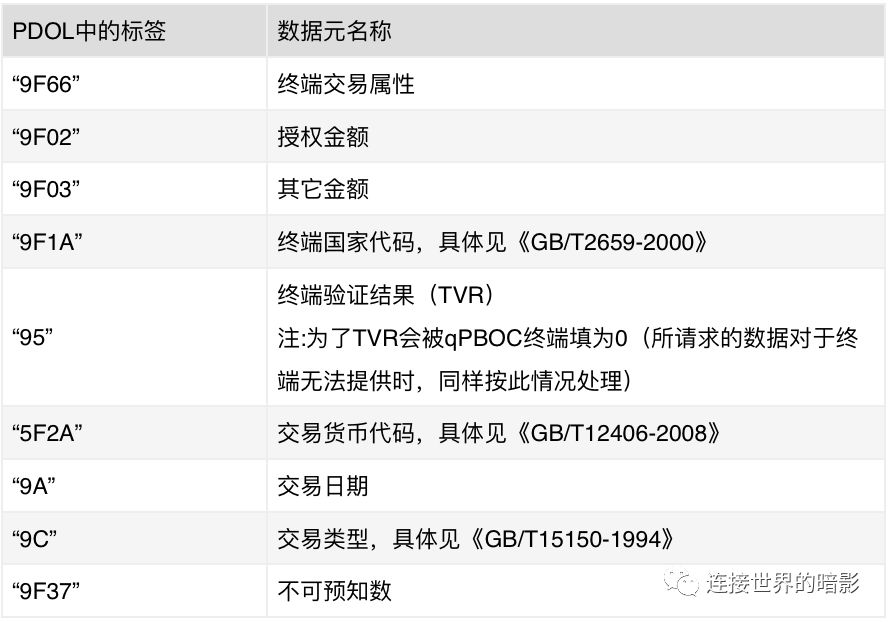 PDOL中的标签
数据元名称
“9F66”
终端交易属性
“9F02”
授权金额
“9F03”
其它金额
“9F1A”
终端国家代码，具体见《GB/T2659-2000》
“95”
终端验证结果（TVR）
注:为了TVR会被qPBOC终端填为0（所请求的数据对于终
端无法提供时，同样按此情况处理）
“5F2A”
交易货币代码，具体见《GB/T12406-2008》
“9A”
交易日期
“9C”
交易类型，具体见《GB/T15150-1994》
“9F37”
不可预知数
连接世界的暗影